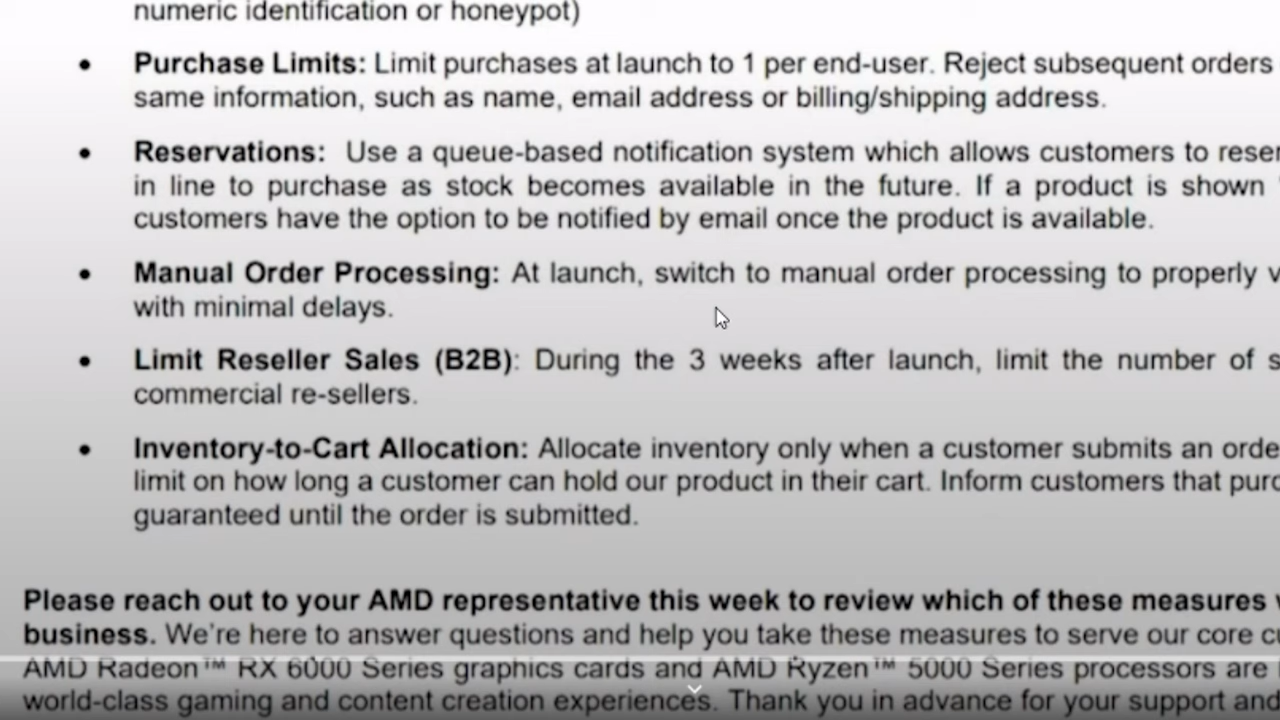 numeric identification or honeypot)
• Purchase Limits: Limit purchases at launch to 1 per end-user. Reject subsequent orders
same information, such as name, email address or billing/shipping address.
• Reservations: Use a queue-based notification system which allows customers to
in line to purchase as stock becomes available in the future. If a product is shown
customers have the option to be notified by email once the product is available.
• Manual Order Processing: At launch, switch to manual order processing to properly
with minimal delays.
• Limit Reseller Sales (B2B): During the 3 weeks after launch, limit the number of
commercial re-sellers.
• Inventory-to-Cart Allocation: Allocate inventory only when a customer submits an
limit on how long a customer can hold our product in their cart. Inform customers that
guaranteed until the order is submitted.
Please reach out to your AMD representative this week to review which of these measures
business. We're here to answer questions and help you take these measures to serve our core
AMD Radeon™ RX 6000 Series graphics cards and AMD Ryzen™ 5000 Series processors are
world-class gaming and content creation experiences. Thank you in advance for your support and